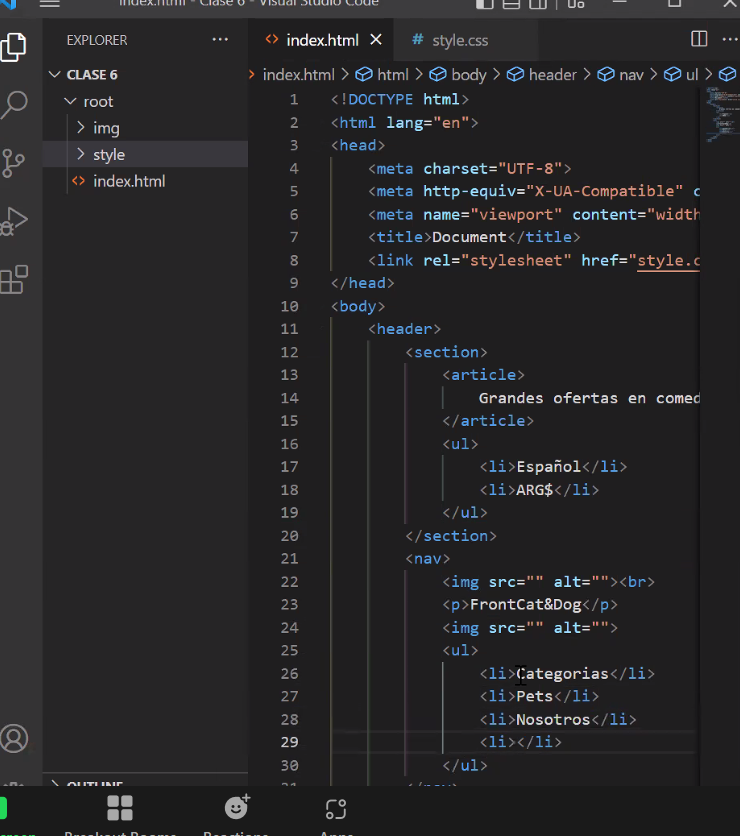 index.html - Clase 6 - Visual Studio Code
EXPLORER
CLASE 6
root
img
style
index.html
OUTLINE
index.html
# style.css
index.html > html > body > header > nav > ul >
1 <!DOCTYPE html>
2 <html lang="en">
3 <head>
4 <meta charset="UTF-8">
5 <meta http-equiv="X-UA-Compatible" c
6 <meta name="viewport" content="width
7 <title>Document</title>
8 <link rel="stylesheet" href="style.c
9 </head>
10 <body>
11 <header>
12 <section>
13 <article>
14 Grandes ofertas en comed
15 </article>
16 <ul>
17 <li>Español</li>
18 <li>ARG$</li>
19 </ul>
20 </section>
21 <nav>
22 <img src="" alt=""><br>
23 <p>FrontCat&Dog</p>
24 <img src="" alt="">
25 <ul>
26 <li>Categorias</li>
27 <li>Pets</li>
28 <li>Nosotros</li>
29 <li></li>
30 </ul>
31 </nav>
Breakout Rooms
Reactions
Apps